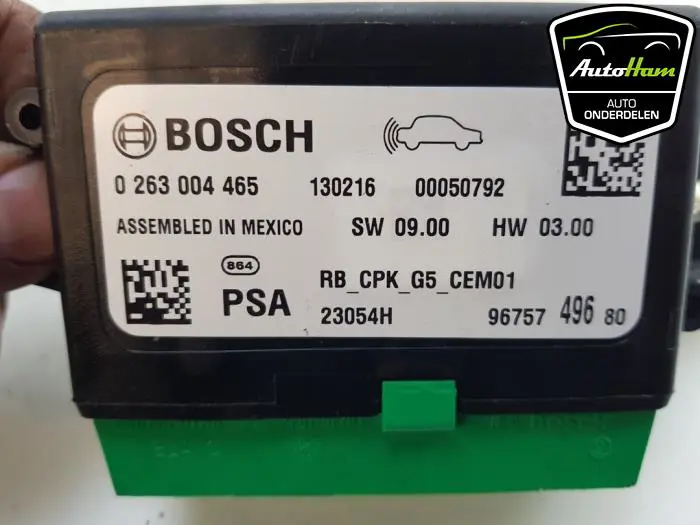 AutoHam
AUTO
ONDERDELEN
BOSCH
0 263 004 465 130216 00050792
ASSEMBLED IN MEXICO SW 09.00 HW 03.00
864
PSA
RB_CPK_G5_CEM01
23054H 96757 496 80
BOSCH